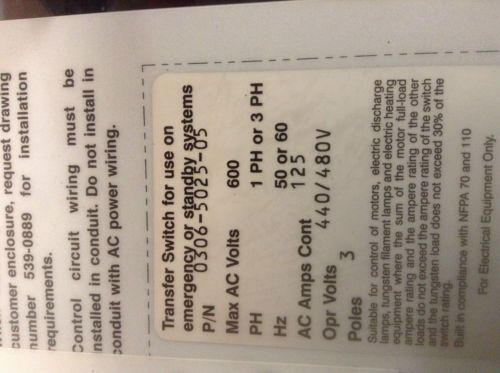 customer enclosure, request drawing
number 539-0889 for installation
requirements.
Control circuit wiring must be
installed in conduit. Do not install in
conduit with AC power wiring.
Transfer Switch for use on
emergency or standby systems
P/N 0306-5025-05
Max AC Volts 600
PH 1 PH or 3 PH
Hz 50 or 60
AC Amps Cont 125
Opr Volts 440/480V
Poles 3
Suitable for control of motors, electric discharge
lamps, tungsten filament lamps and electric heating
equipment where the sum of the motor full-load
ampere rating and the ampere rating of the other
loads do not exceed the ampere rating of the switch
and the tungsten load does not exceed 30% of the
switch rating.
Built in compliance with NFPA 70 and 110
For Electrical Equipment Only.